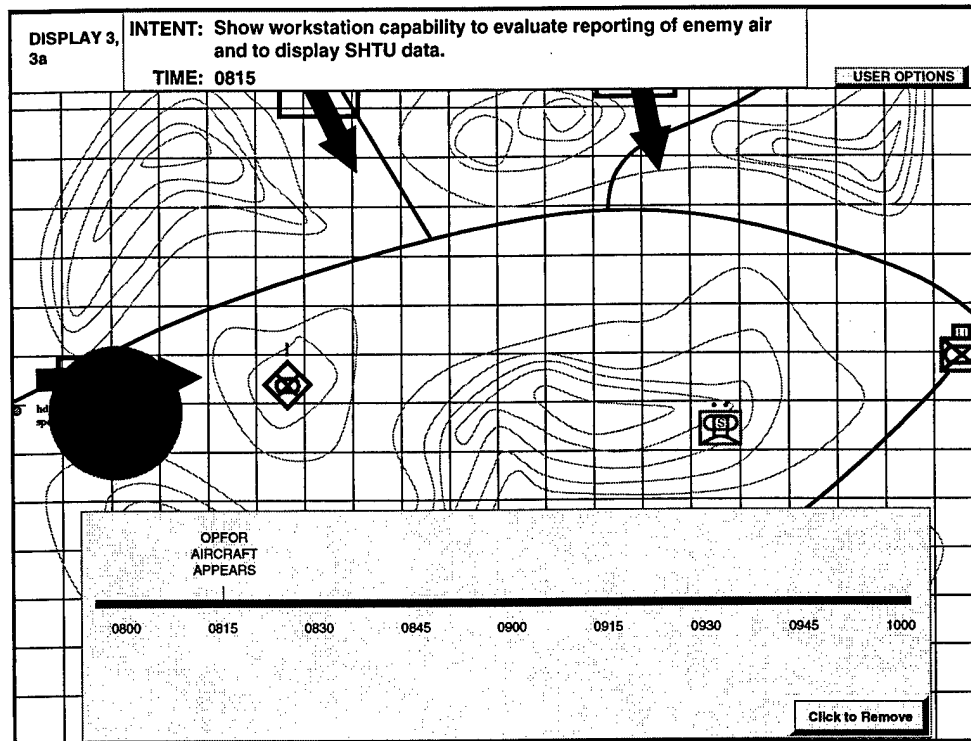 DISPLAY 3,
3a
INTENT: Show workstation capability to evaluate reporting of enemy air
and to display SHTU data.
TIME: 0815
USER OPTIONS
S
OPFOR
AIRCRAFT
APPEARS
0800 0815 0830 0845 0900 0915 0930 0945 1000
Click to Remove